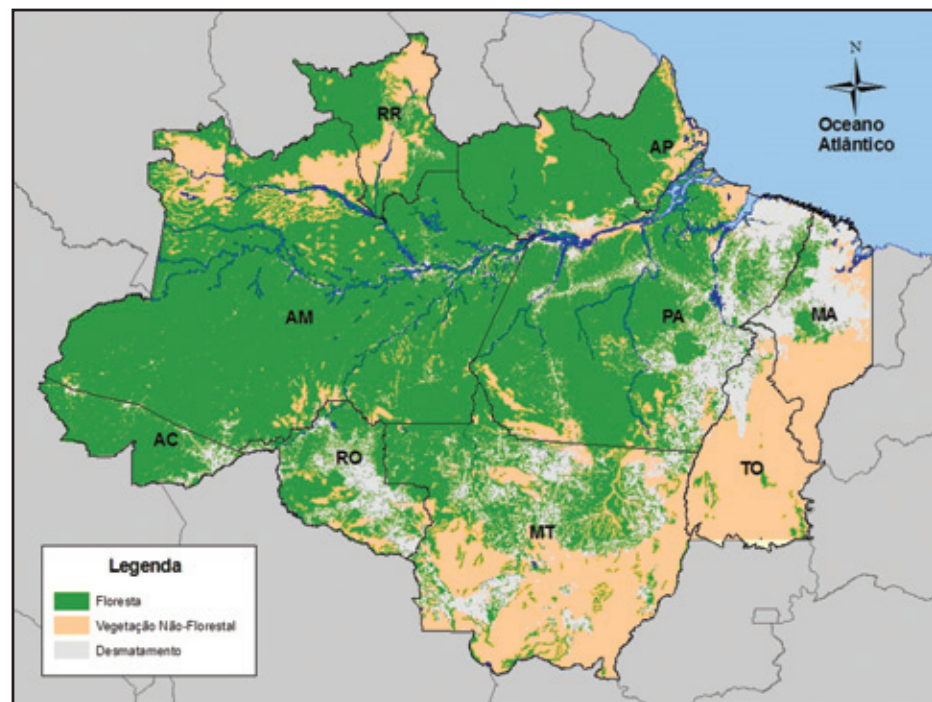 N
Oceano
Atlântico
RR
AP
AM
PA
MA
AC
RO
TO
MT
Legenda
Floresta
Vegetação Não-Florestal
Desmatamento